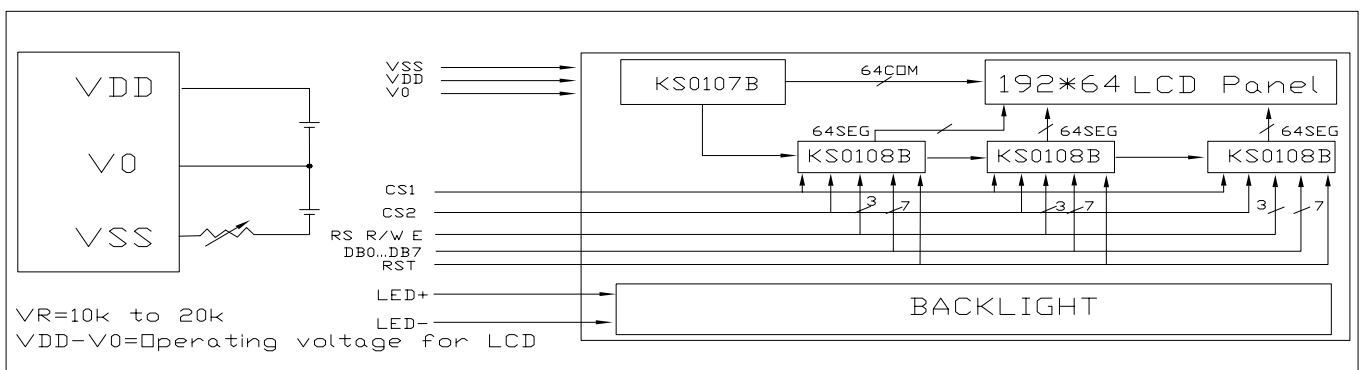 VDD
V0
VSS
VR=10k to 20k
VDD-V0=Operating voltage for LCD
VSS
VDD
V0
KS0107B
64COM
192*64 LCD Panel
64SEG
64SEG
64SEG
KS0108B
KS0108B
KS0108B
CS1
CS2
3
7
3
7
3
7
RS R/W E
DB0...DB7
RST
LED+
LED-
BACKLIGHT